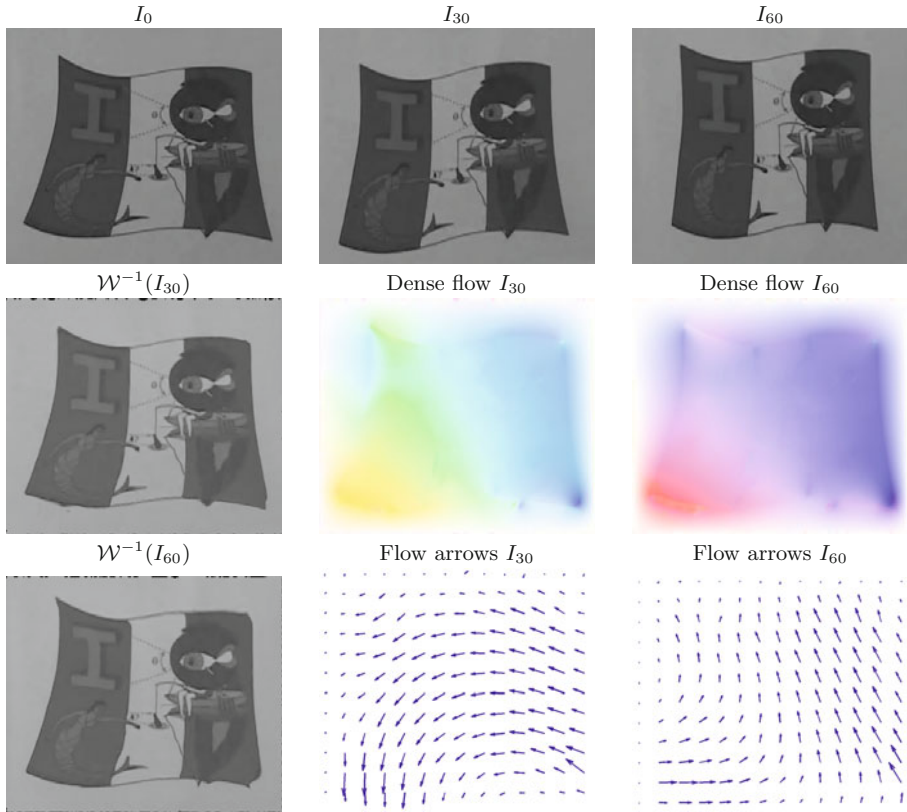 I₀ I₃₀ I₆₀
H H H
𝒲⁻¹(I₃₀) Dense flow I₃₀ Dense flow I₆₀
H
𝒲⁻¹(I₆₀) Flow arrows I₃₀ Flow arrows I₆₀
H